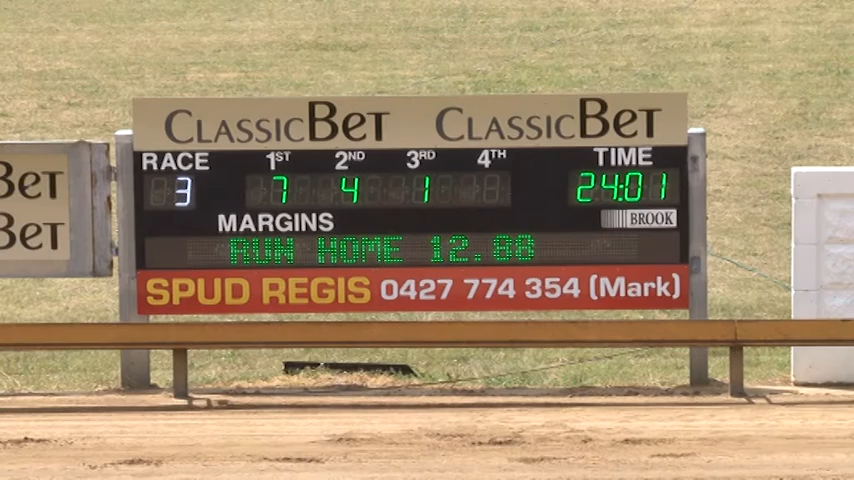 CLASSICBET CLASSICBET
Bet
Bet
RACE 1ST 2ND 3RD 4TH TIME
3 7 4 1 24:01
MARGINS BROOK
RUN HOME 12.88
SPUD REGIS 0427 774 354 (Mark)